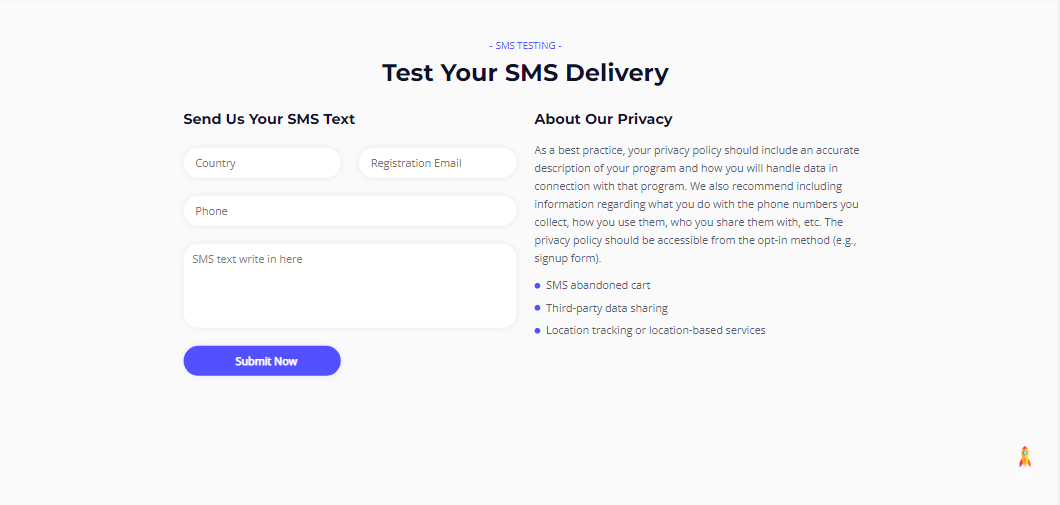 - SMS TESTING -
Test Your SMS Delivery
Send Us Your SMS Text
Country
Registration Email
Phone
SMS text write in here
Submit Now
About Our Privacy
As a best practice, your privacy policy should include an accurate
description of your program and how you will handle data in
connection with that program. We also recommend including
information regarding what you do with the phone numbers you
collect, how you use them, who you share them with, etc. The
privacy policy should be accessible from the opt-in method (e.g.,
signup form).
SMS abandoned cart
Third-party data sharing
Location tracking or location-based services